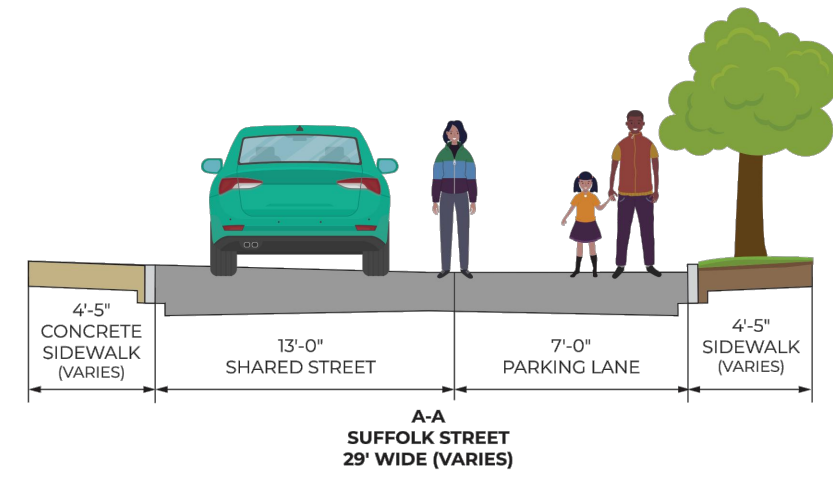 4'-5"
CONCRETE
SIDEWALK
(VARIES)
13'-0"
SHARED STREET
7'-0"
PARKING LANE
4'-5"
SIDEWALK
(VARIES)
A-A
SUFFOLK STREET
29' WIDE (VARIES)